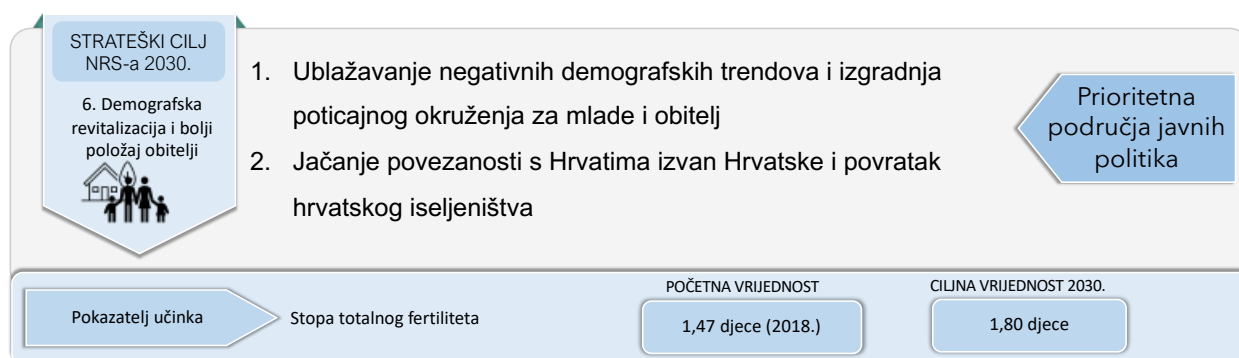 STRATEŠKI CILJ
NRS-a 2030.
6. Demografska
revitalizacija i bolji
položaj obitelji
1. Ublažavanje negativnih demografskih trendova i izgradnja
poticajnog okruženja za mlade i obitelj
2. Jačanje povezanosti s Hrvatima izvan Hrvatske i povratak
hrvatskog iseljeništva
Prioritetna
područja javnih
politika
Pokazatelj učinka
Stopa totalnog fertiliteta
POČETNA VRIJEDNOST
1,47 djece (2018.)
CILJNA VRIJEDNOST 2030.
1,80 djece